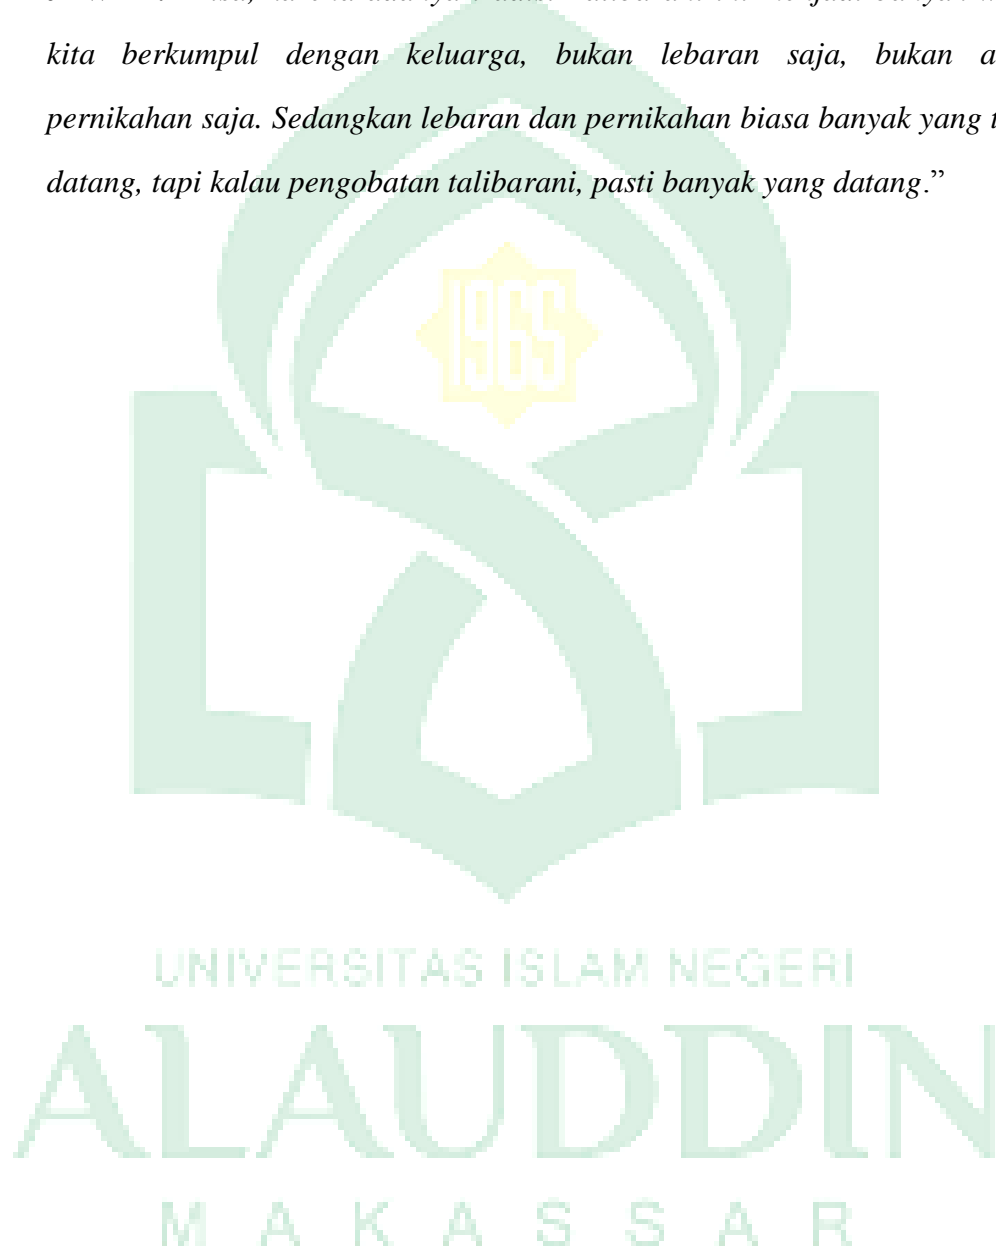 kita berkumpul dengan keluarga, bukan lebaran saja, bukan
pernikahan saja. Sedangkan lebaran dan pernikahan biasa banyak yang
datang, tapi kalau pengobatan talibarani, pasti banyak yang datang.”
1965
UNIVERSITAS ISLAM NEGERI
ALAUDDIN
MAKASSAR